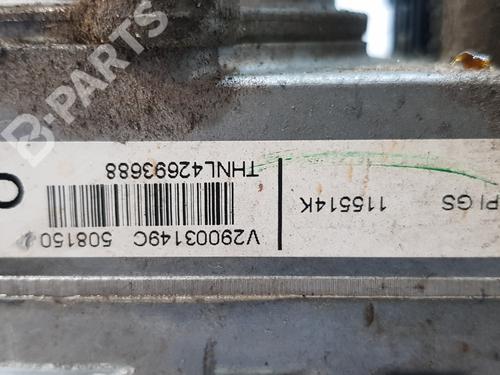 PI GS
115514K
V29003149C 508150
THNL42693688
B-PARTS